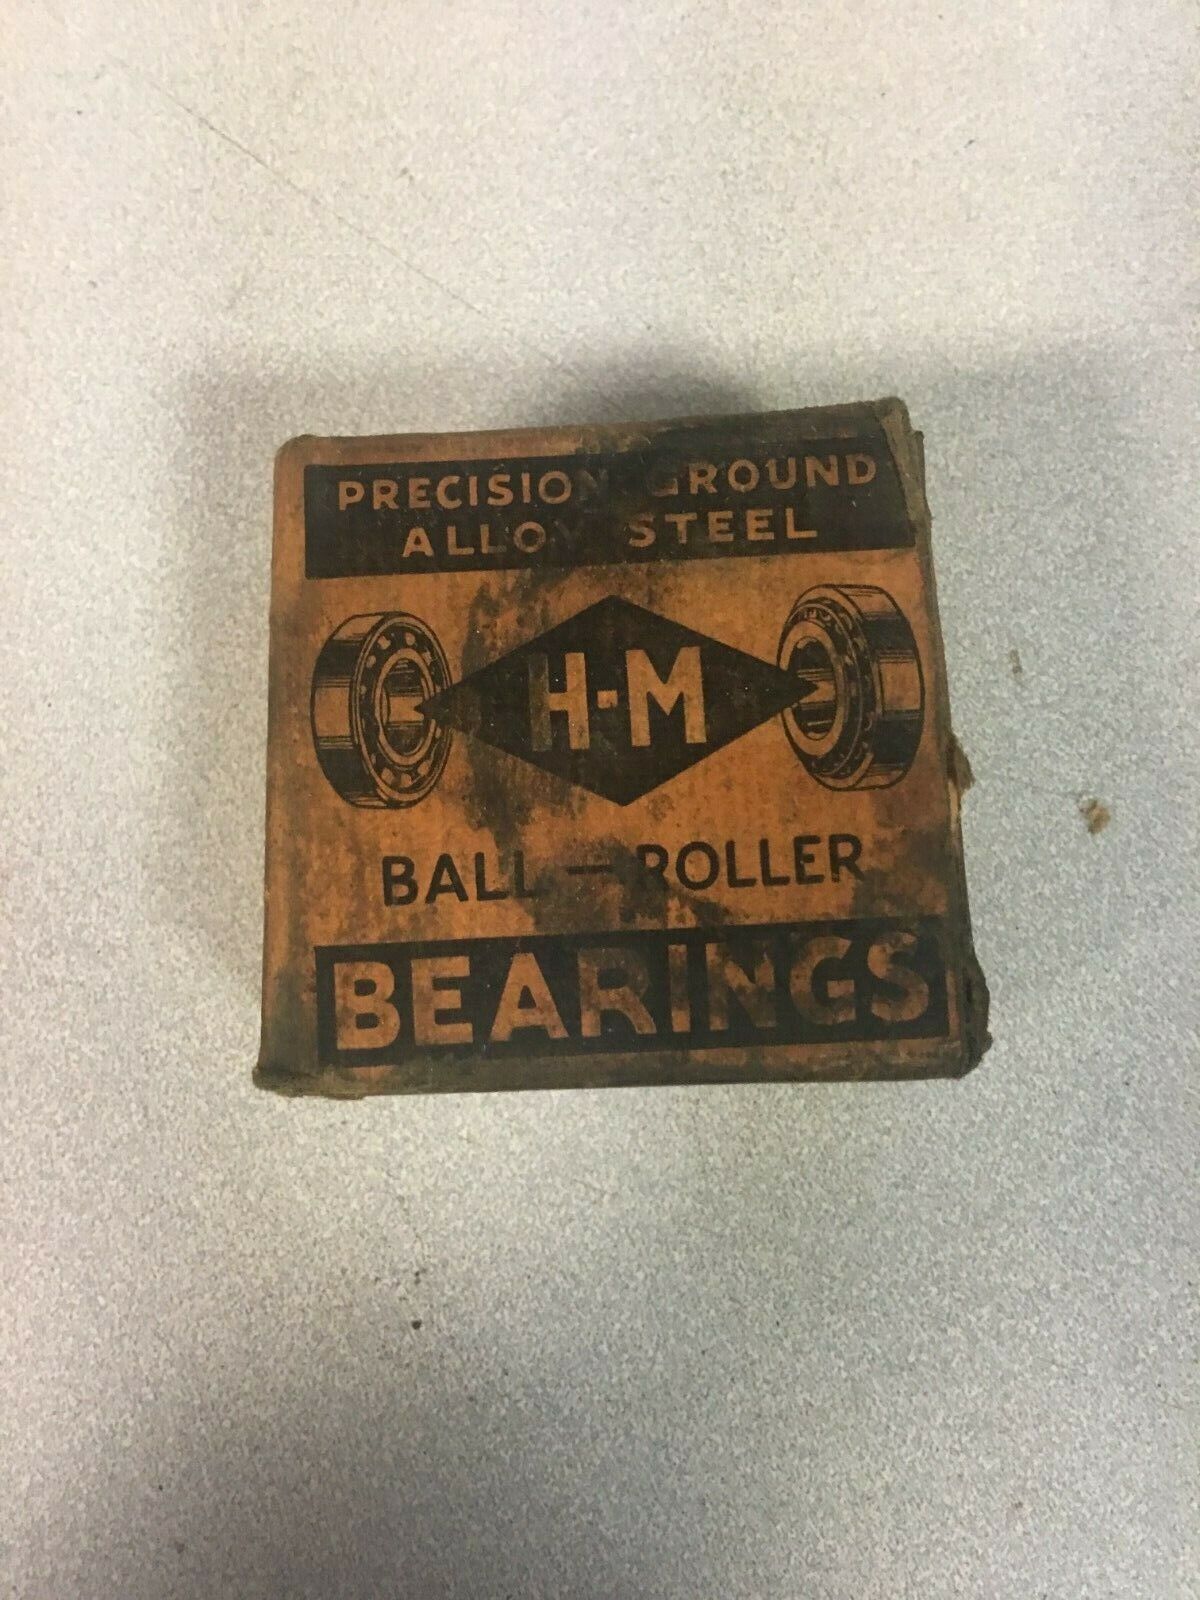 PRECISION GROUND
ALLOY STEEL
H-M
BALL — ROLLER
BEARINGS